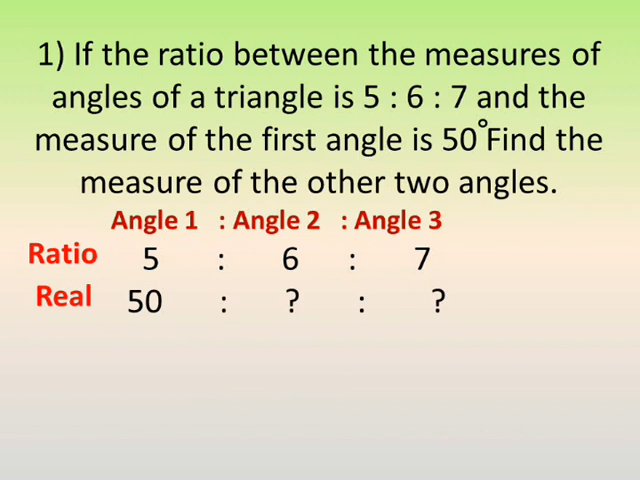 1) If the ratio between the measures of
angles of a triangle is 5 : 6 : 7 and the
measure of the first angle is 50° Find the
measure of the other two angles.
Angle 1 : Angle 2 : Angle 3
Ratio 5 : 6 : 7
Real 50 : ? : ?